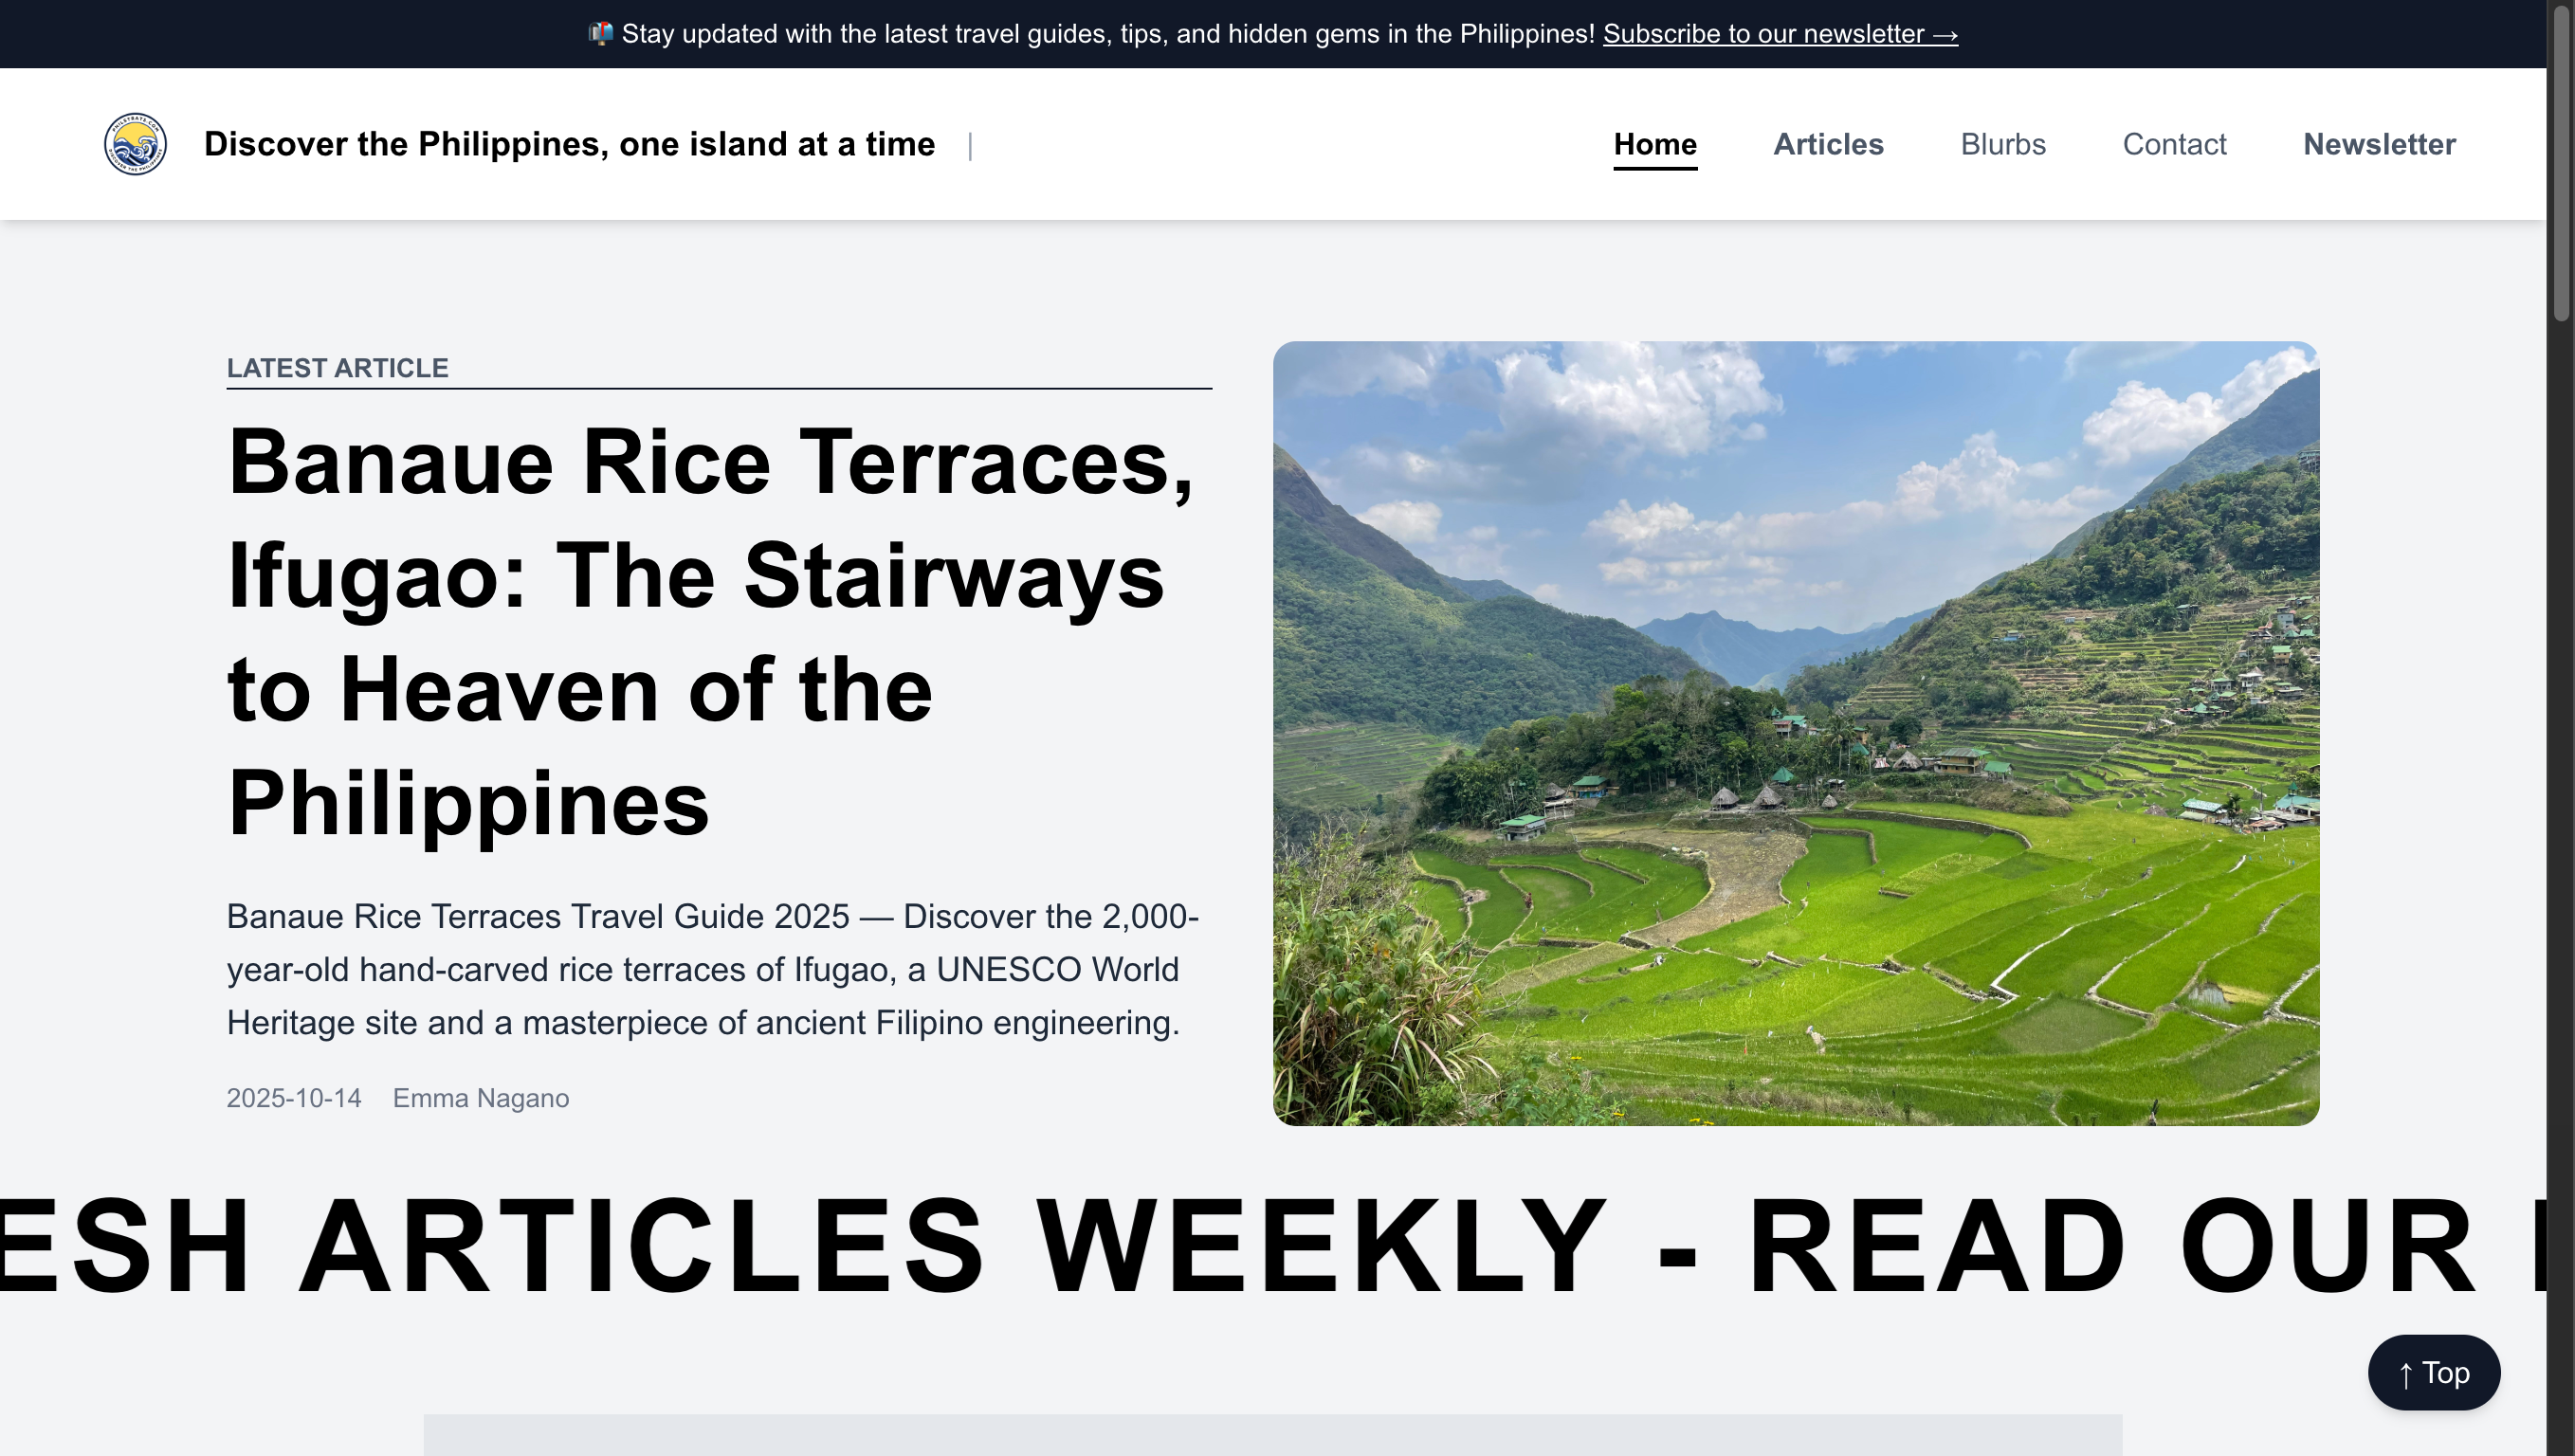 📬 Stay updated with the latest travel guides, tips, and hidden gems in the Philippines! Subscribe to our newsletter →
Discover the Philippines, one island at a time |
Home Articles Blurbs Contact Newsletter
LATEST ARTICLE
Banaue Rice Terraces,
Ifugao: The Stairways
to Heaven of the
Philippines
Banaue Rice Terraces Travel Guide 2025 — Discover the 2,000-
year-old hand-carved rice terraces of Ifugao, a UNESCO World
Heritage site and a masterpiece of ancient Filipino engineering.
2025-10-14 Emma Nagano
ESH ARTICLES WEEKLY - READ OUR
↑ Top